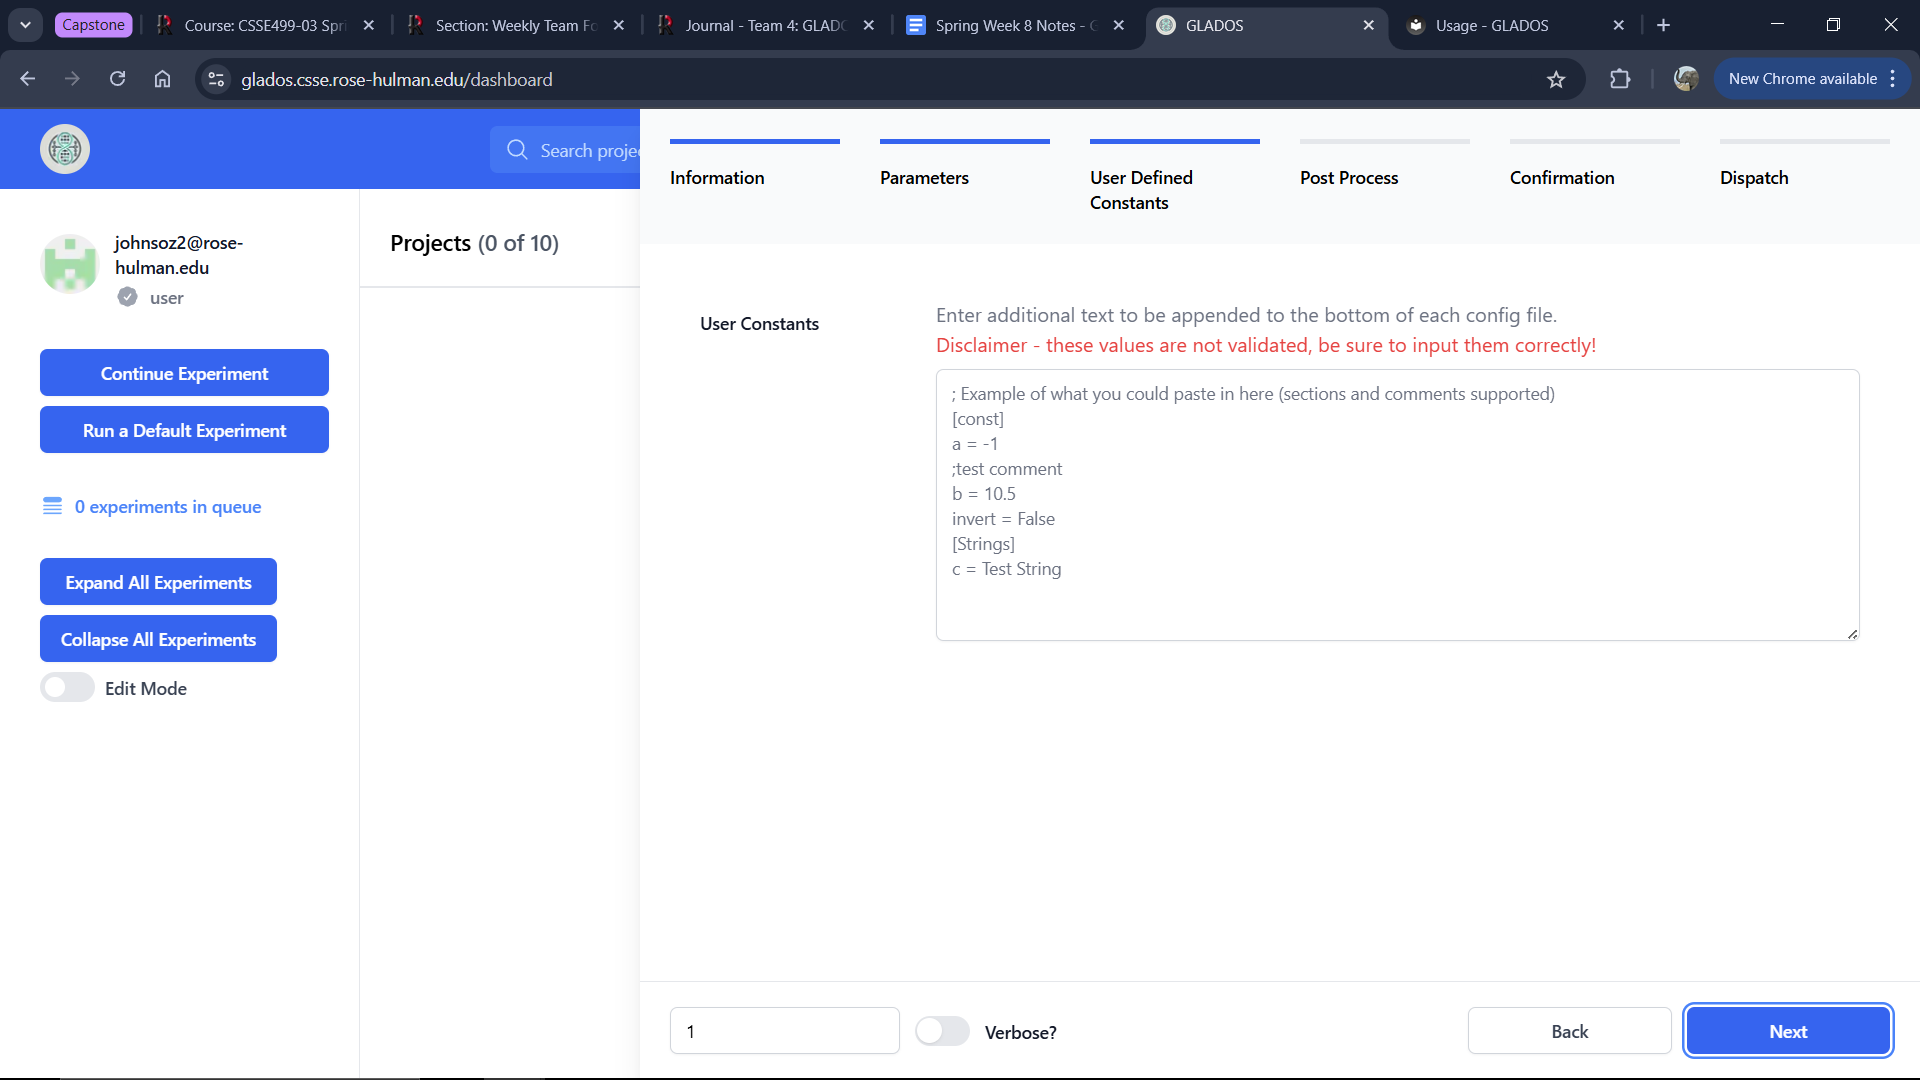 Capstone
Course: CSSE499-03 Spri
Section: Weekly Team Fo
Journal - Team 4: GLADO
Spring Week 8 Notes - G
GLADOS
Usage - GLADOS
glados.csse.rose-hulman.edu/dashboard
New Chrome available
Search projec
Information
Parameters
User Defined
Constants
Post Process
Confirmation
Dispatch
johnsoz2@rose-
hulman.edu
user
Continue Experiment
Run a Default Experiment
0 experiments in queue
Expand All Experiments
Collapse All Experiments
Edit Mode
Projects (0 of 10)
User Constants
Enter additional text to be appended to the bottom of each config file.
Disclaimer - these values are not validated, be sure to input them correctly!
; Example of what you could paste in here (sections and comments supported)
[const]
a = -1
;test comment
b = 10.5
invert = False
[Strings]
c = Test String
1
Verbose?
Back
Next